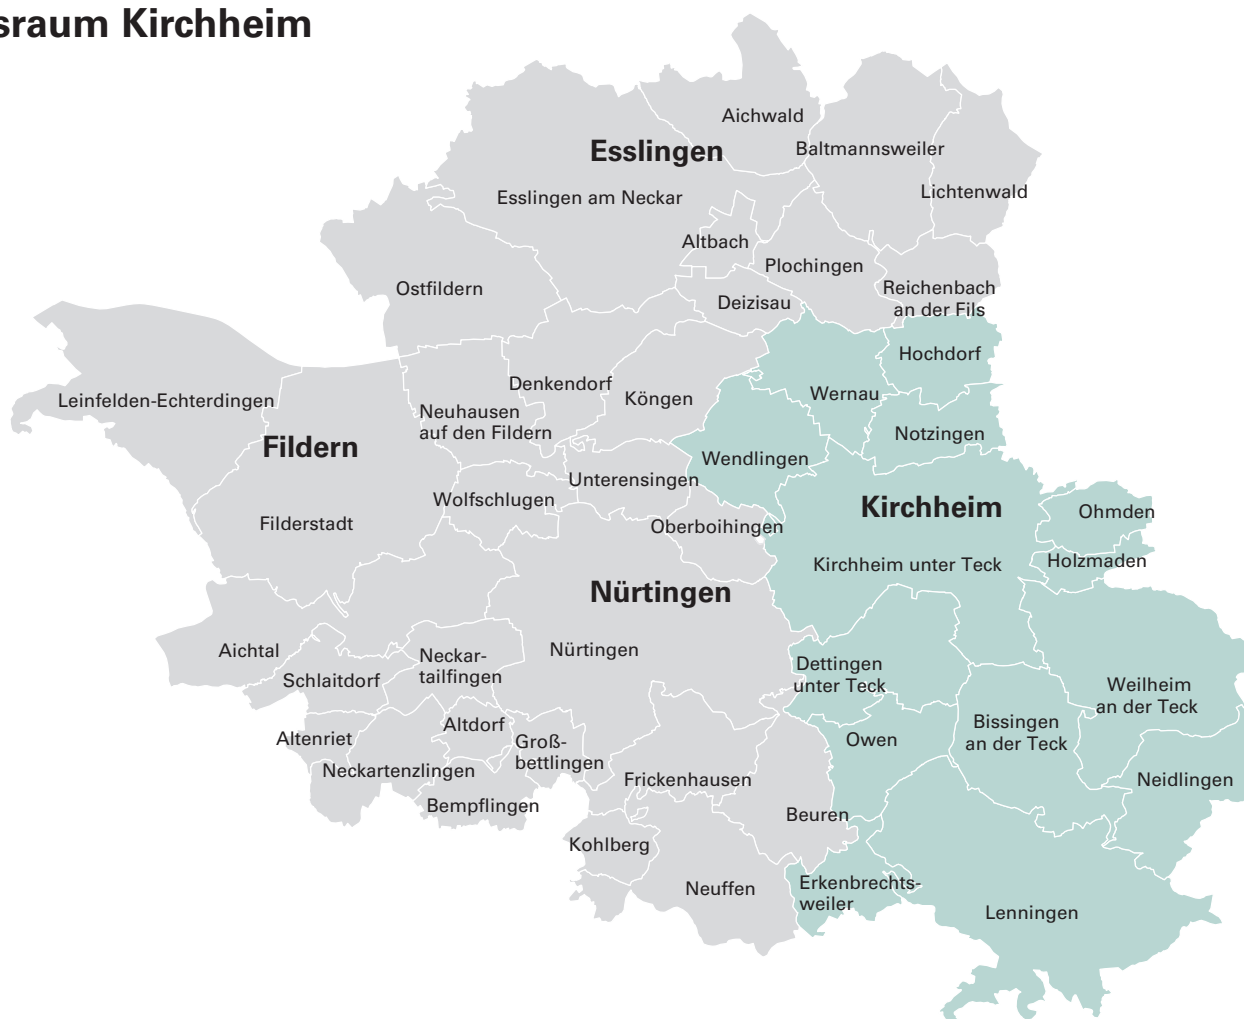 sraum Kirchheim
Aichwald
Esslingen
Baltmannsweiler
Lichtenwald
Esslingen am Neckar
Altbach
Plochingen
Ostfildern
Deizisau
Reichenbach
an der Fils
Hochdorf
Denkendorf
Köngen
Wernau
Leinfelden-Echterdingen
Neuhausen
auf den Fildern
Notzingen
Fildern
Wendlingen
Unterensingen
Wolfschlugen
Kirchheim
Ohmden
Filderstadt
Oberboihingen
Holzmaden
Kirchheim unter Teck
Nürtingen
Aichtal
Nürtingen
Neckar-
tailfingen
Dettingen
unter Teck
Schlaitdorf
Weilheim
an der Teck
Altdorf
Bissingen
an der Teck
Altenriet
Groß-
bettlingen
Owen
Neckartenzlingen
Frickenhausen
Neidlingen
Bempflingen
Beuren
Kohlberg
Neuffen
Erkenbrechts-
weiler
Lenningen